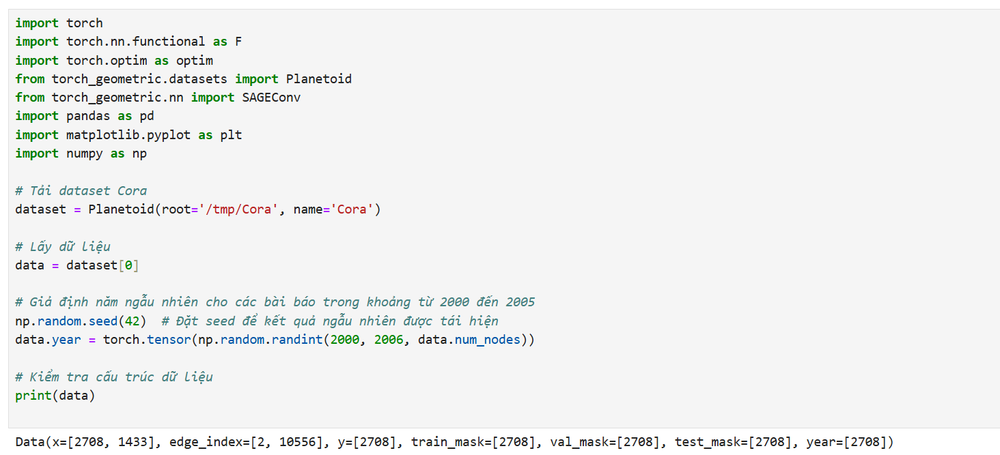 import torch
import torch.nn.functional as F
import torch.optim as optim
from torch_geometric.datasets import Planetoid
from torch_geometric.nn import SAGEConv
import pandas as pd
import matplotlib.pyplot as plt
import numpy as np
# Tải dataset Cora
dataset = Planetoid(root='/tmp/Cora', name='Cora')
# Lấy dữ liệu
data = dataset[0]
# Giả định năm ngẫu nhiên cho các bài báo trong khoảng từ 2000 đến 2005
np.random.seed(42)  # Đặt seed để kết quả ngẫu nhiên được tái hiện
data.year = torch.tensor(np.random.randint(2000, 2006, data.num_nodes))
# Kiểm tra cấu trúc dữ liệu
print(data)
Data(x=[2708, 1433], edge_index=[2, 10556], y=[2708], train_mask=[2708], val_mask=[2708], test_mask=[2708], year=[2708])